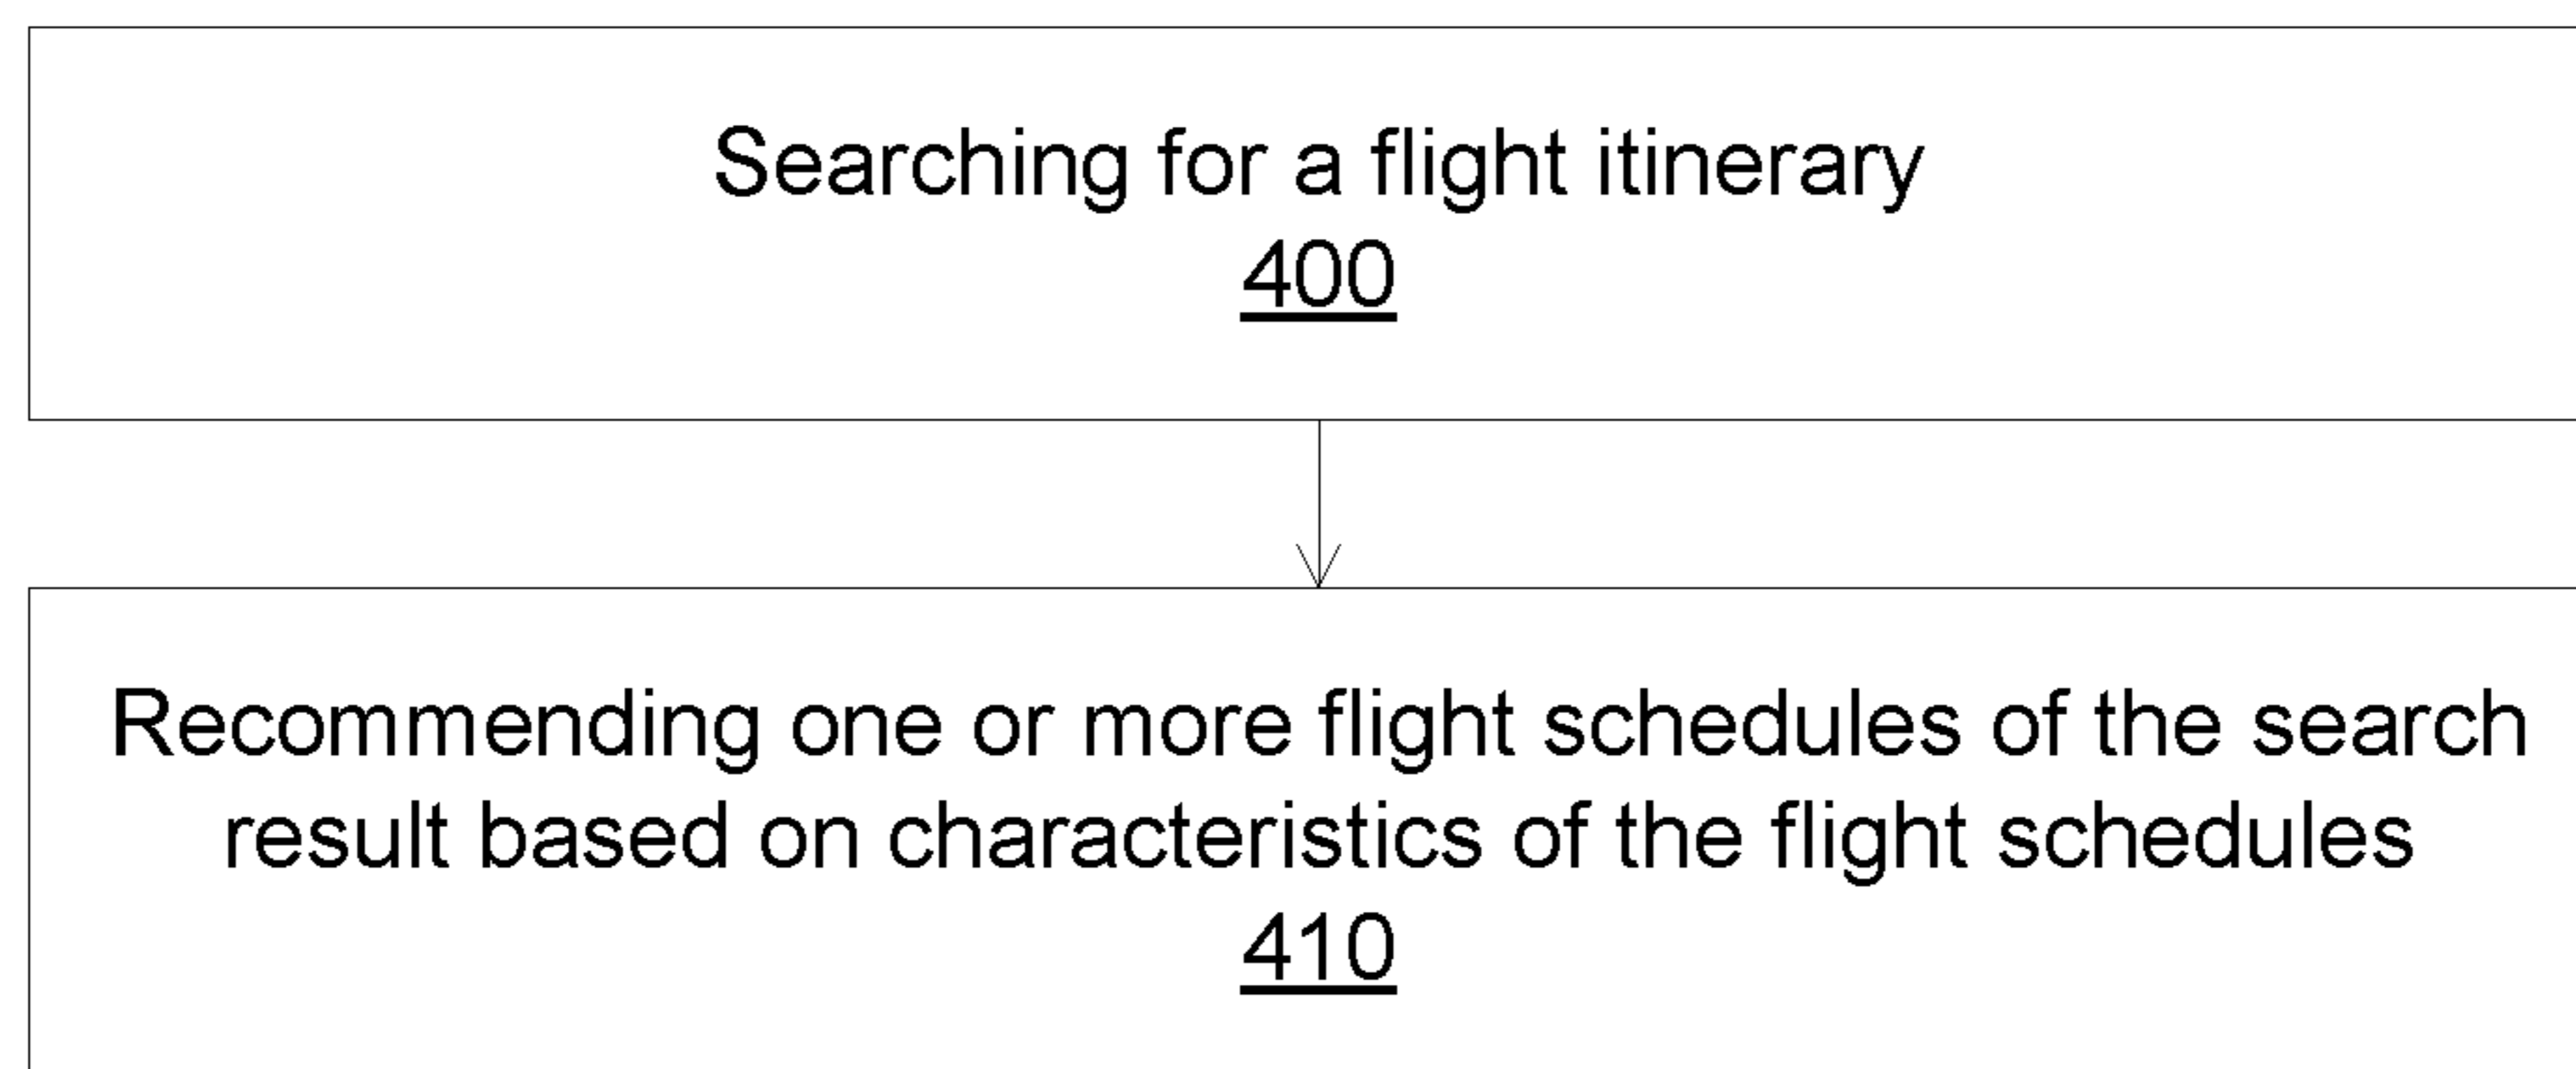 Searching for a flight itinerary
400
Recommending one or more flight schedules of the search
result based on characteristics of the flight schedules
410